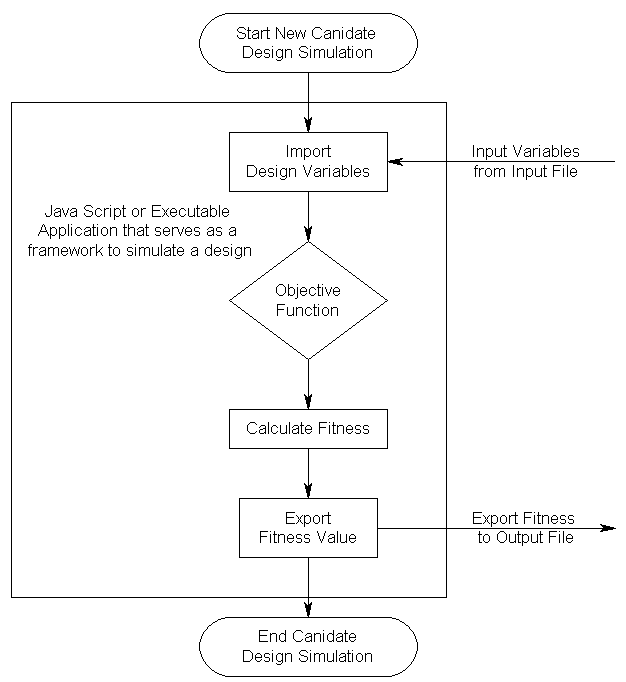 Start New Canidate
Design Simulation
Import
Design Variables
Input Variables
from Input File
Java Script or Executable
Application that serves as a
framework to simulate a design
Objective
Function
Calculate Fitness
Export
Fitness Value
Export Fitness
to Output File
End Canidate
Design Simulation